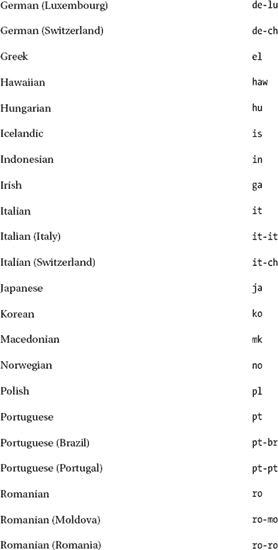 German (Luxembourg) de-lu
German (Switzerland) de-ch
Greek el
Hawaiian haw
Hungarian hu
Icelandic is
Indonesian in
Irish ga
Italian it
Italian (Italy) it-it
Italian (Switzerland) it-ch
Japanese ja
Korean ko
Macedonian mk
Norwegian no
Polish pl
Portuguese pt
Portuguese (Brazil) pt-br
Portuguese (Portugal) pt-pt
Romanian ro
Romanian (Moldova) ro-mo
Romanian (Romania) ro-ro